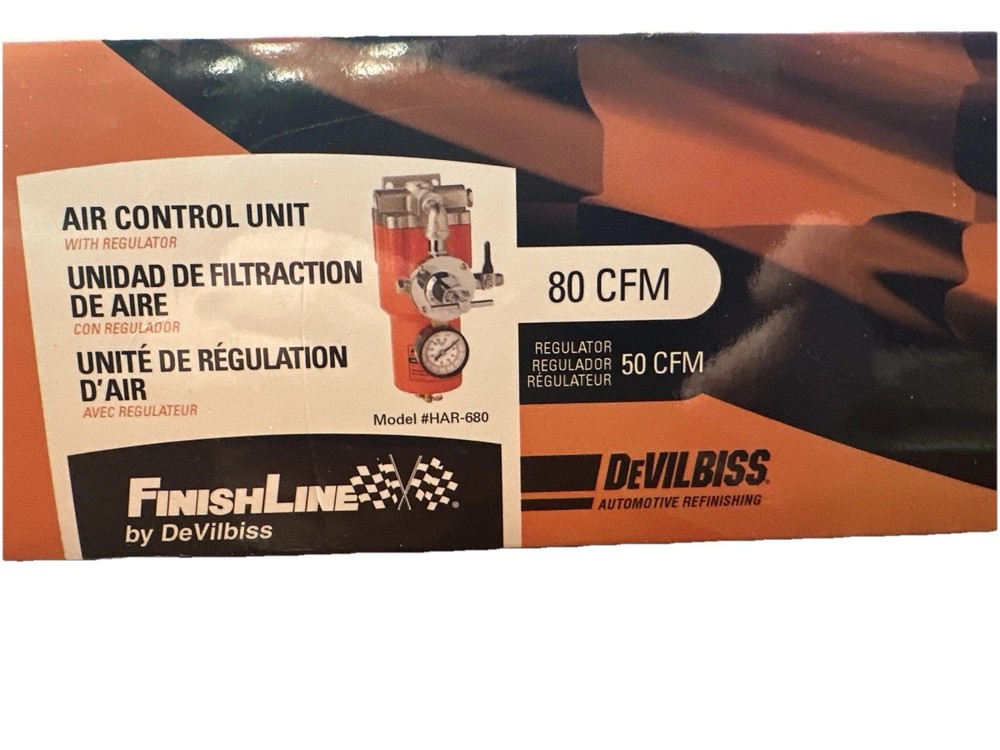 AIR CONTROL UNIT
WITH REGULATOR
UNIDAD DE FILTRACTION
DE AIRE
CON REGULADOR
UNITÉ DE RÉGULATION
D'AIR
AVEC REGULATEUR
Model #HAR-680
FINISHLINE®
by DeVilbiss
80 CFM
REGULATOR
REGULADOR
RÉGULATEUR
50 CFM
DEVILBISS®
AUTOMOTIVE REFINISHING